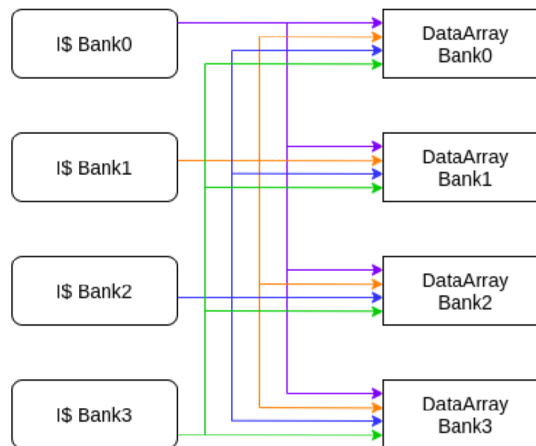 I$ Bank0
DataArray
Bank0
I$ Bank1
DataArray
Bank1
I$ Bank2
DataArray
Bank2
I$ Bank3
DataArray
Bank3